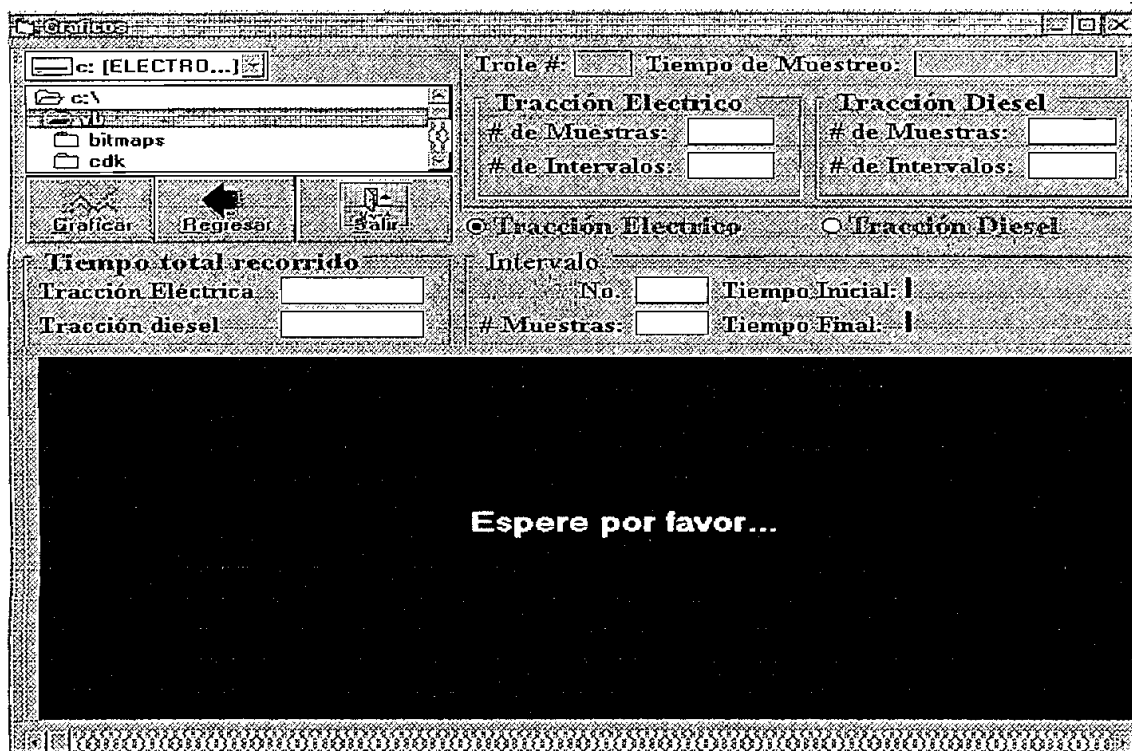 Graficos
c: [ELECTRO...]
c:\
vb
bitmaps
cdk
Graficar
Regresar
Salir
Trole #:
Tiempo de Muestreo:
Tracción Electrico
# de Muestras:
# de Intervalos:
Tracción Diesel
# de Muestras:
# de Intervalos:
Tracción Electrico
Tracción Diesel
Tiempo total recorrido
Tracción Eléctrica
Tracción diesel
Intervalo
No.
Tiempo Inicial:
# Muestras:
Tiempo Final:
Espere por favor...